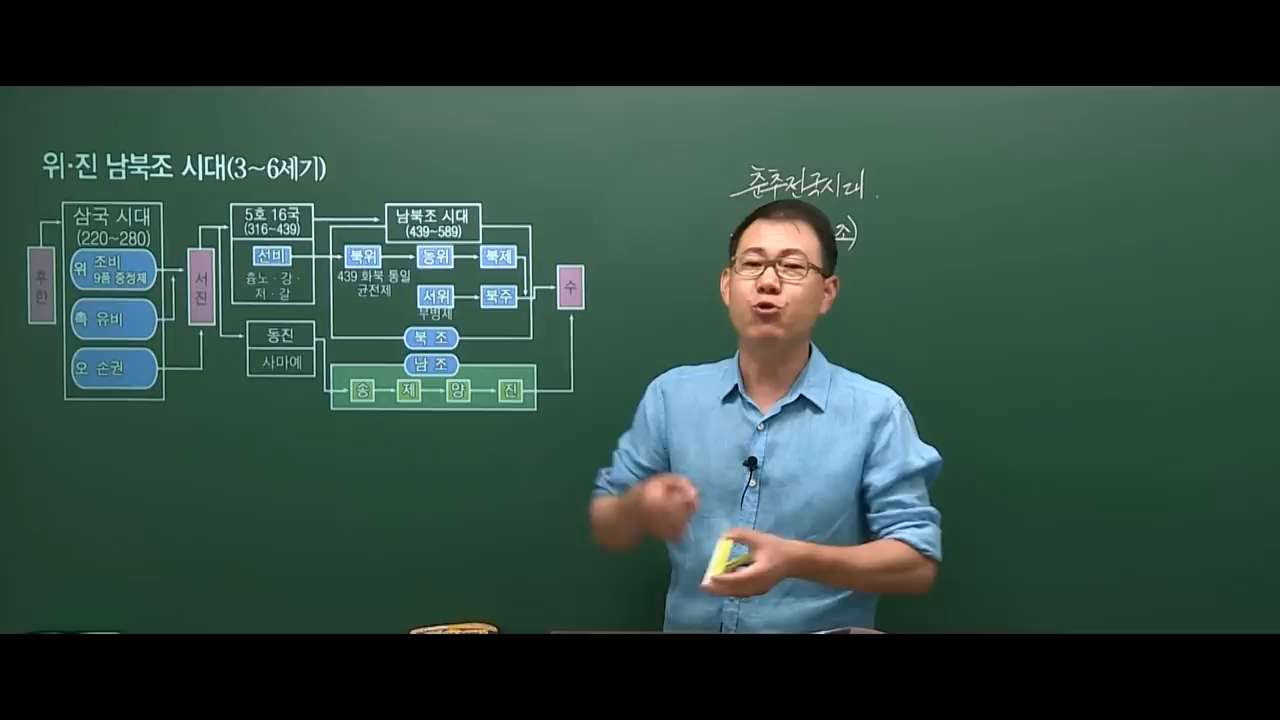 위·진 남북조 시대(3~6세기)
후한
삼국 시대
(220~280)
위 조비
9품 중정제
촉 유비
오 손권
서진
5호 16국
(316~439)
선비
흉노·강·
저·갈
동진
사마예
남북조 시대
(439~589)
북위
동위
북제
439 화북 통일
균전제
서위
북주
부병제
북조
남조
송
제
양
진
수
춘추전국시대.
조)